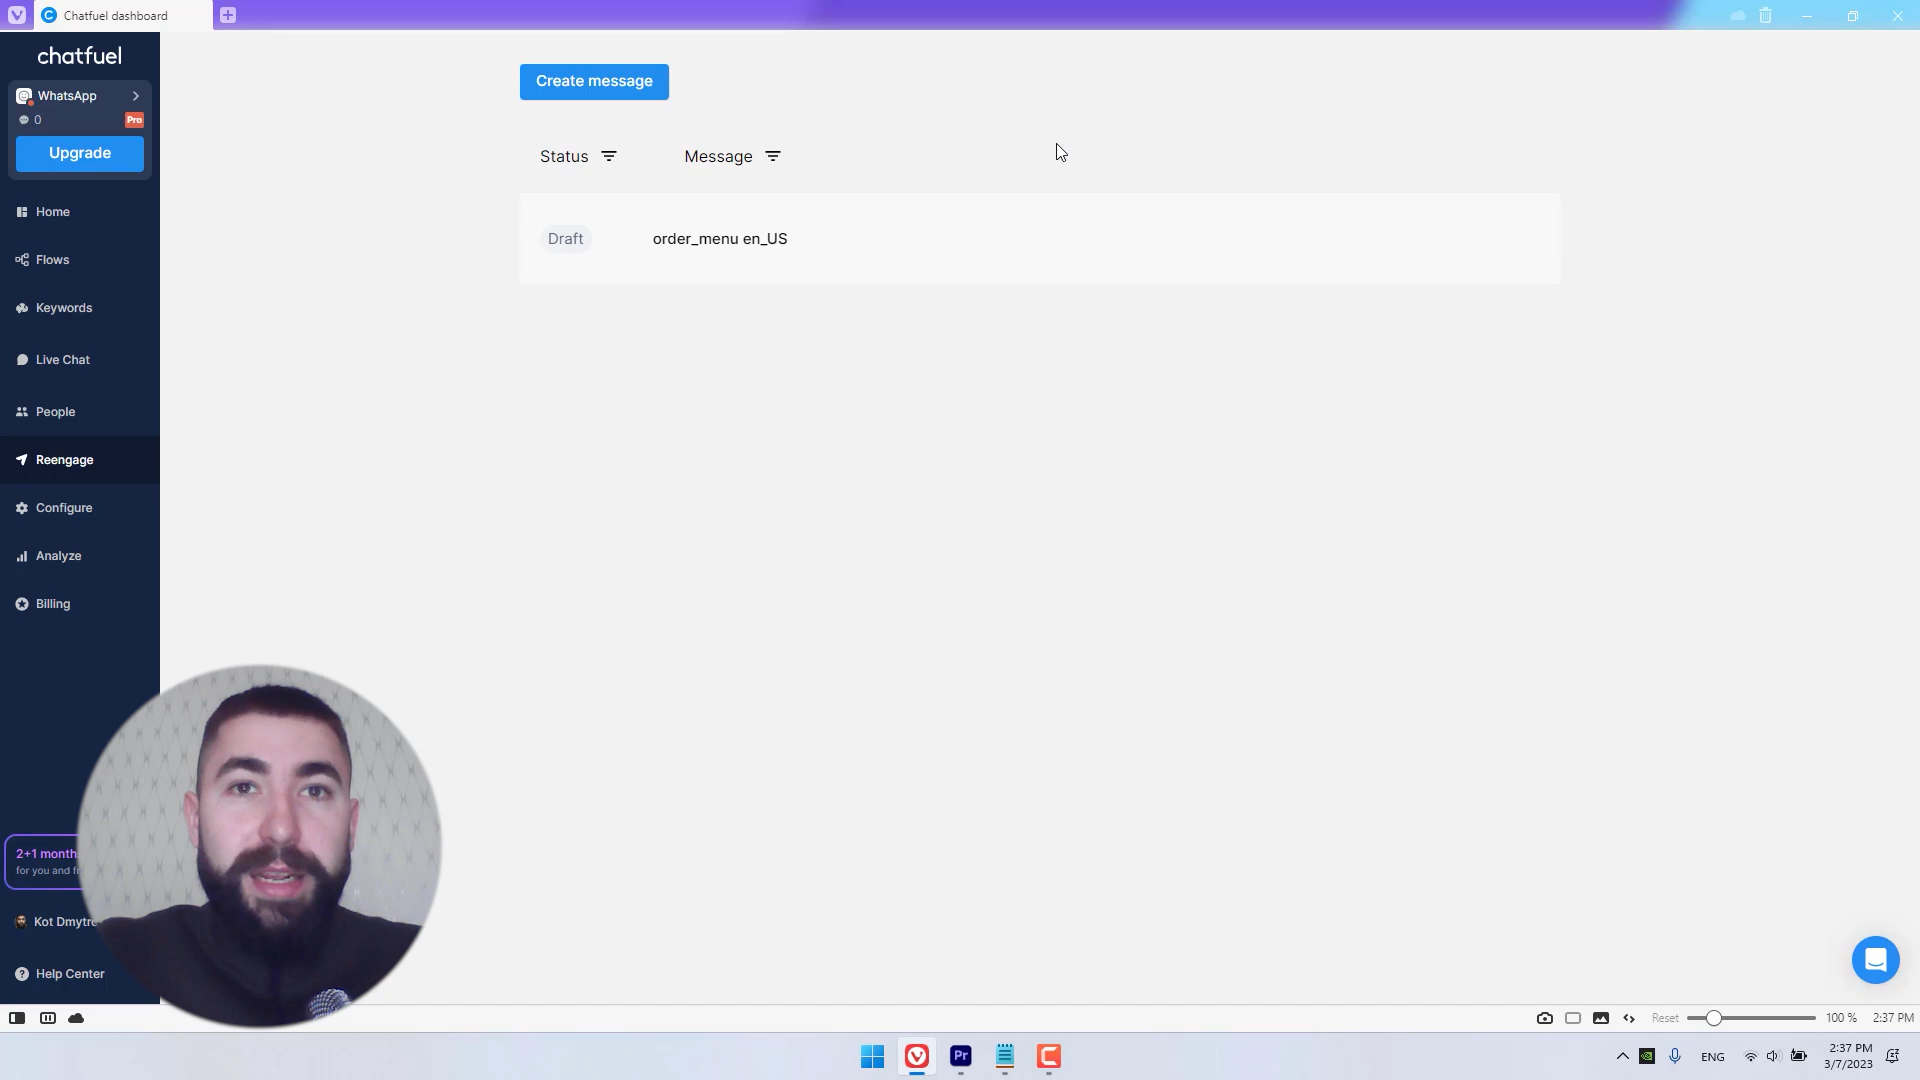 Chatfuel dashboard
chatfuel
WhatsApp
0
Pro
Upgrade
Home
Flows
Keywords
Live Chat
People
Reengage
Configure
Analyze
Billing
2+1 month
for you and f
Kot Dmytr
Help Center
Create message
Status
Message
Draft
order_menu en_US
Reset
100 %
2:37 PM
Pr
ENG
2:37 PM
3/7/2023